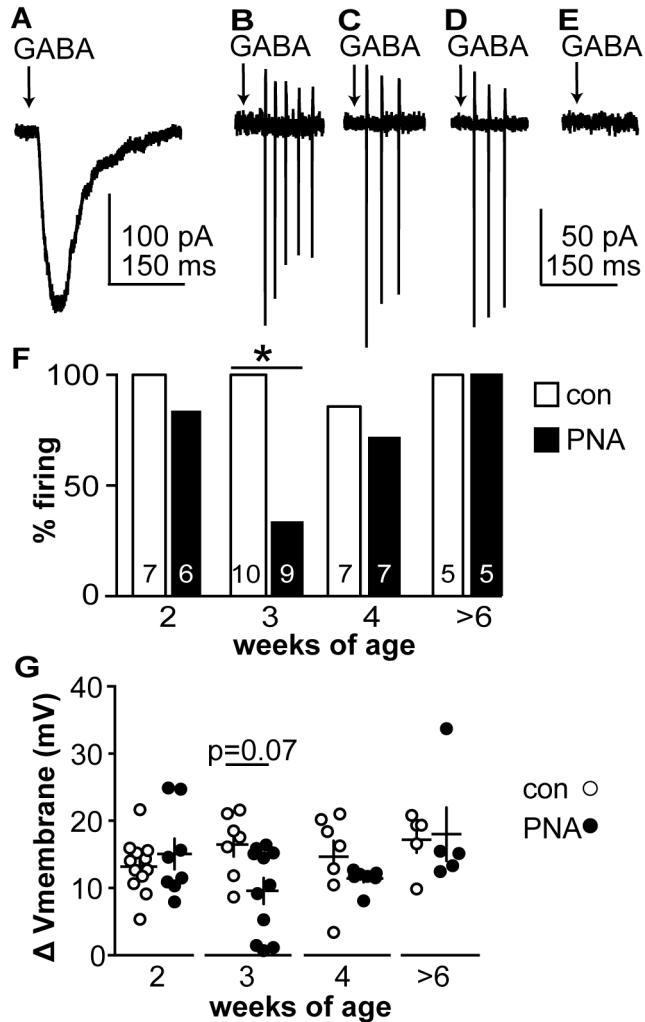 A B C D E
GABA GABA GABA GABA GABA
100 pA
150 ms
50 pA
150 ms
F
100
50
0
% firing
*
7 6 10 9 7 7 5 5
2 3 4 >6
weeks of age
con
PNA
G
40
30
20
10
0
Δ Vmembrane (mV)
p=0.07
2 3 4 >6
weeks of age
con
PNA